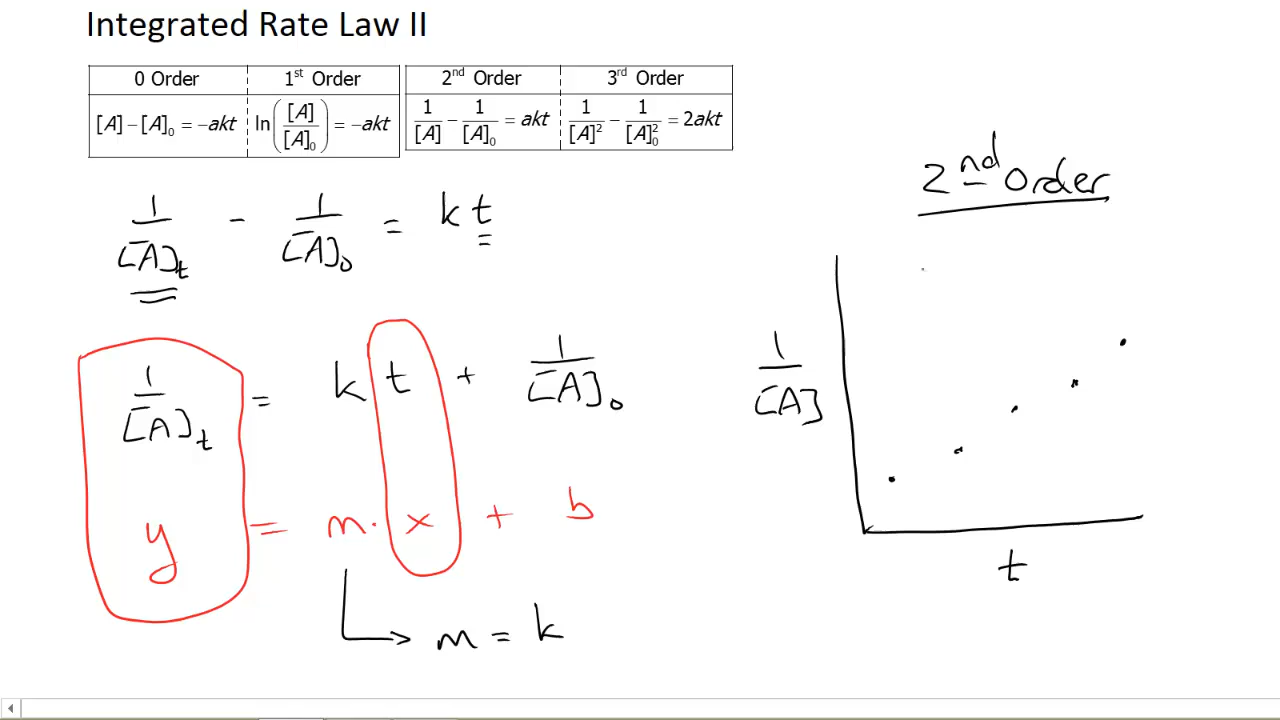 Integrated Rate Law II
0 Order 1st Order 2nd Order 3rd Order
[A] − [A]₀ = −akt ln([A]/[A]₀) = −akt 1/[A] − 1/[A]₀ = akt 1/[A]² − 1/[A]₀² = 2akt
2nd Order
1/[A]t - 1/[A]₀ = kt
1/[A]t = kt + 1/[A]₀
1/[A]
y = m · x + b
t
m = k